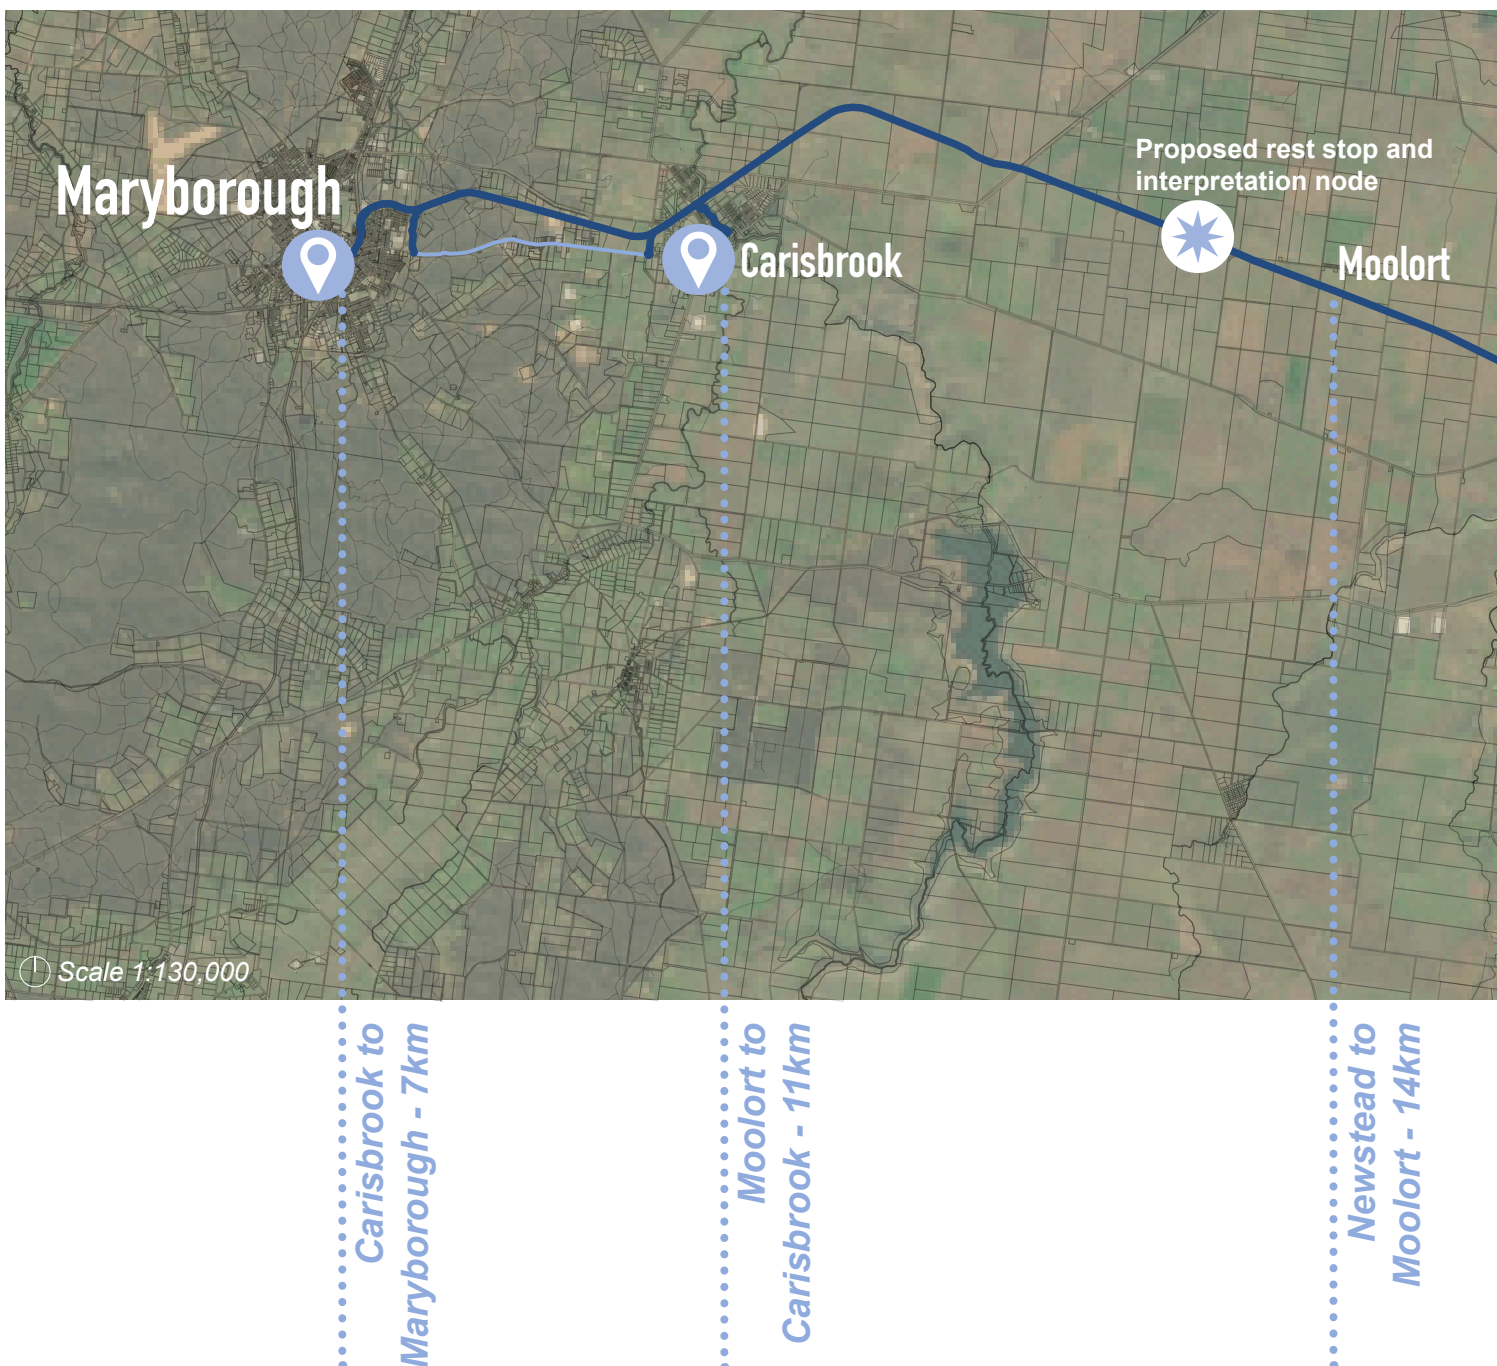 Proposed rest stop and
interpretation node
Maryborough
Carisbrook
Moolort
Scale 1:130,000
Carisbrook to
Maryborough - 7km
Moolort to
Carisbrook - 11km
Newstead to
Moolort - 14km